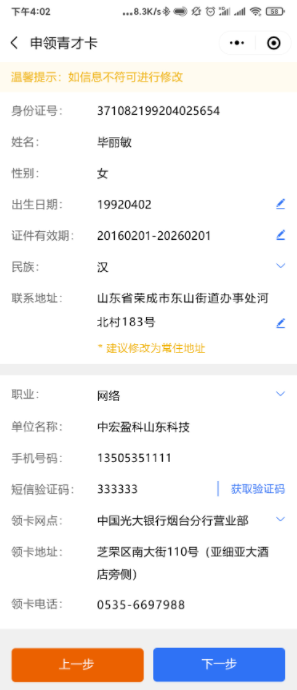 下午4:02
...8.3K/s
58
申领青才卡
温馨提示：如信息不符可进行修改
身份证号： 371082199204025654
姓名： 毕丽敏
性别： 女
出生日期： 19920402
证件有效期： 20160201-20260201
民族： 汉
联系地址： 山东省荣成市东山街道办事处河
北村183号
* 建议修改为常住地址
职业： 网络
单位名称： 中宏盈科山东科技
手机号码： 13505351111
短信验证码： 333333 获取验证码
领卡网点： 中国光大银行烟台分行营业部
领卡地址： 芝荣区南大街110号（亚细亚大酒
店旁侧）
领卡电话： 0535-6697988
上一步 下一步